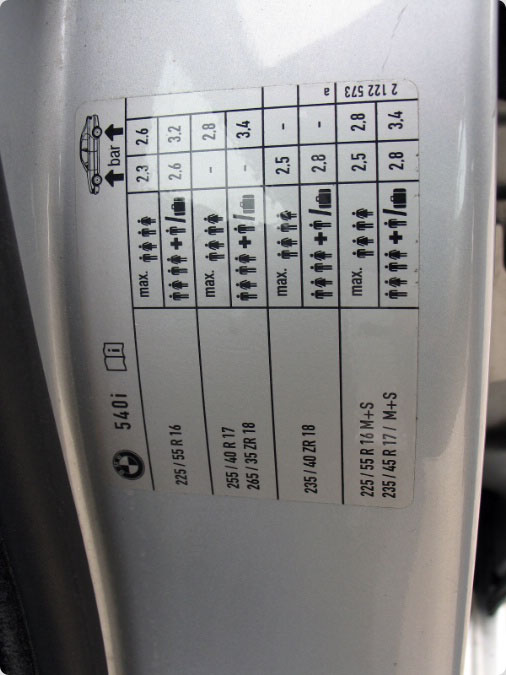 540i bar
225 / 55 R 16 max. 2.3 2.6
+ / 2.6 3.2
255 / 40 R 17 max. - 2.8
265 / 35 ZR 18 + / - 3.4
235 / 40 ZR 18 max. 2.5 -
+ / 2.8 -
225 / 55 R 16 M+S max. 2.5 2.8
235 / 45 R 17 / M+S + / 2.8 3.4
2 122 573 a